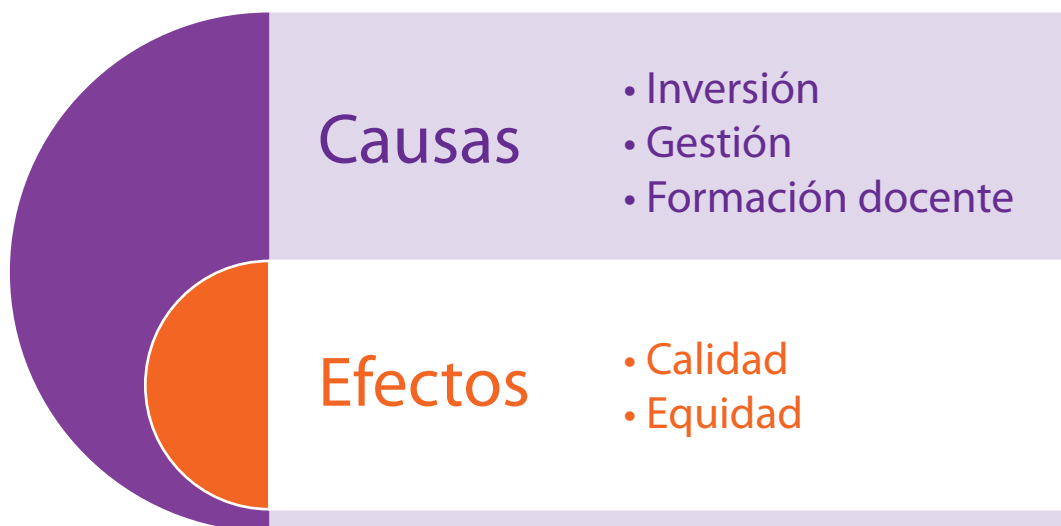 Causas
• Inversión
• Gestión
• Formación docente
Efectos
• Calidad
• Equidad